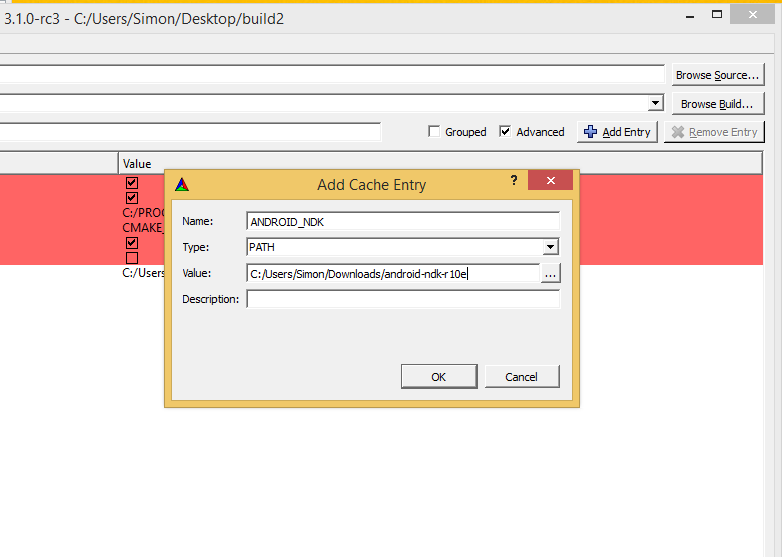 3.1.0-rc3 - C:/Users/Simon/Desktop/build2
Browse Source...
Browse Build...
Grouped Advanced Add Entry Remove Entry
Value
C:/PROG
CMAKE_
C:/Users
Add Cache Entry ?
Name: ANDROID_NDK
Type: PATH
Value: C:/Users/Simon/Downloads/android-ndk-r10e ...
Description:
OK Cancel